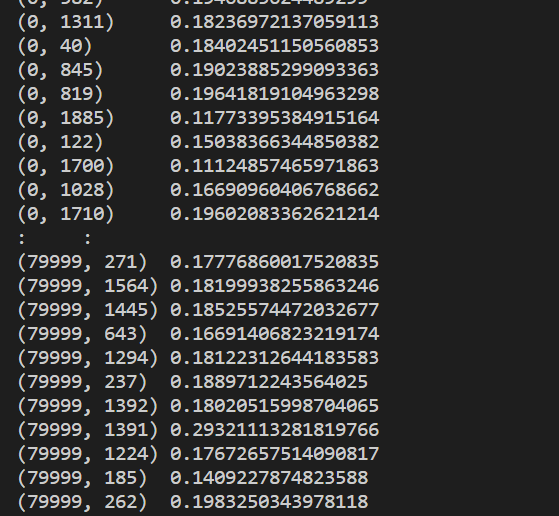 (0, 1311) 0.18236972137059113
(0, 40) 0.18402451150560853
(0, 845) 0.19023885299093363
(0, 819) 0.19641819104963298
(0, 1885) 0.11773395384915164
(0, 122) 0.15038366344850382
(0, 1700) 0.11124857465971863
(0, 1028) 0.16690960406768662
(0, 1710) 0.19602083362621214
: :
(79999, 271) 0.17776860017520835
(79999, 1564) 0.18199938255863246
(79999, 1445) 0.18525574472032677
(79999, 643) 0.16691406823219174
(79999, 1294) 0.18122312644183583
(79999, 237) 0.1889712243564025
(79999, 1392) 0.18020515998704065
(79999, 1391) 0.29321113281819766
(79999, 1224) 0.17672657514090817
(79999, 185) 0.1409227874823588
(79999, 262) 0.1983250343978118